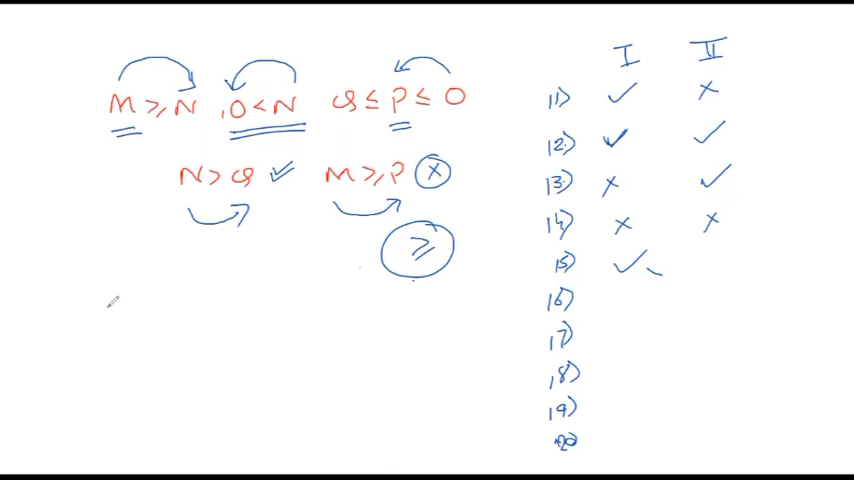 M ≥ N , O < N Q ≤ P ≤ O
N > Q ✓ M ≥ P ×
≥
I II
11) ✓ ×
12) ✓ ✓
13) × ✓
14) × ×
15) ✓
16)
17)
18)
19)
20